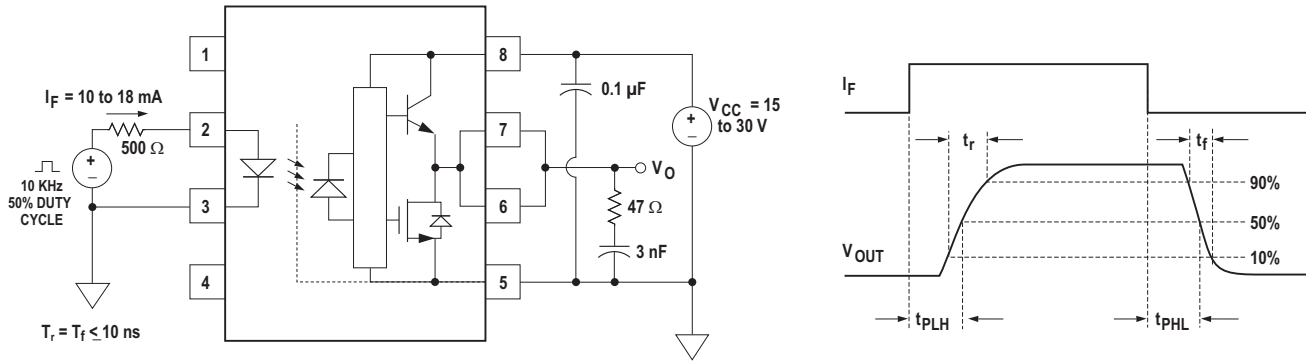 1
8
I_F = 10 to 18 mA
0.1 µF
V_CC = 15
to 30 V
+
–
2
7
500 Ω
+
–
10 KHz
50% DUTY
CYCLE
V_O
3
6
47 Ω
3 nF
4
5
T_r = T_f ≤ 10 ns
I_F
t_r
t_f
90%
50%
V_OUT
10%
t_PLH
t_PHL